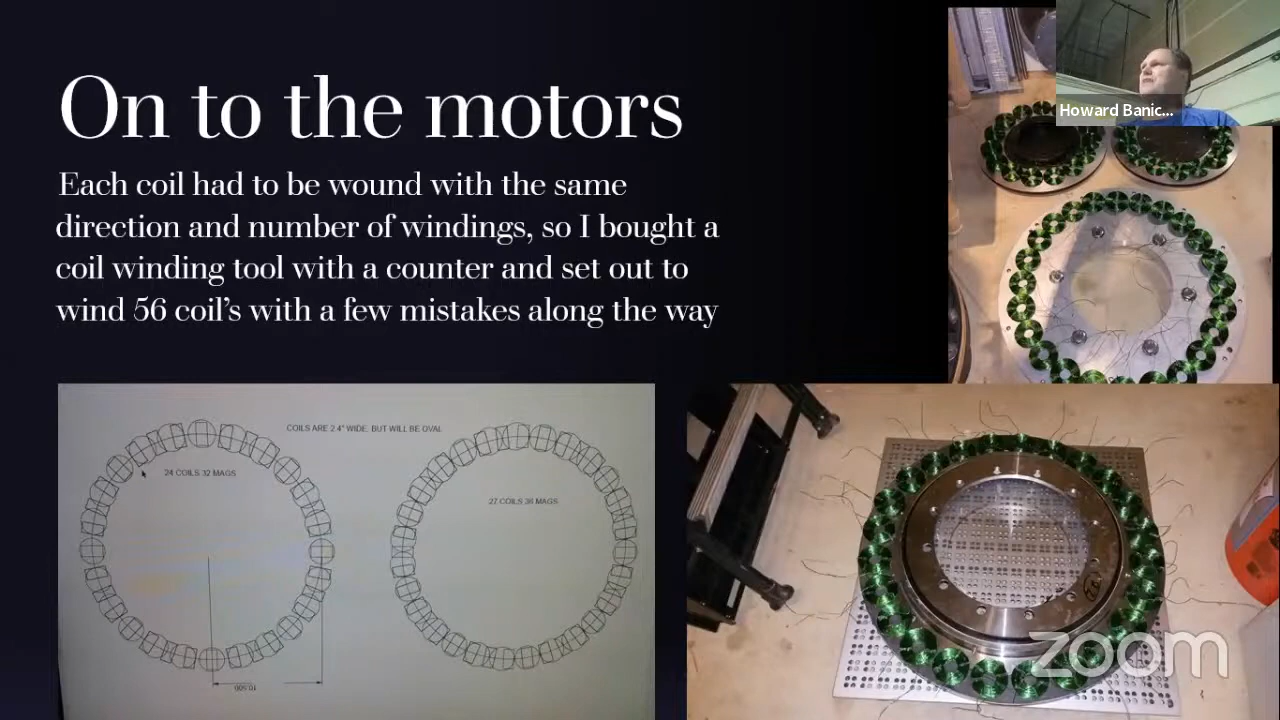 On to the motors
Each coil had to be wound with the same
direction and number of windings, so I bought a
coil winding tool with a counter and set out to
wind 56 coil's with a few mistakes along the way
Howard Banic...
COILS ARE 2.4" WIDE, BUT WILL BE OVAL
24 COILS 32 MAGS
27 COILS 36 MAGS
10.500
zoom